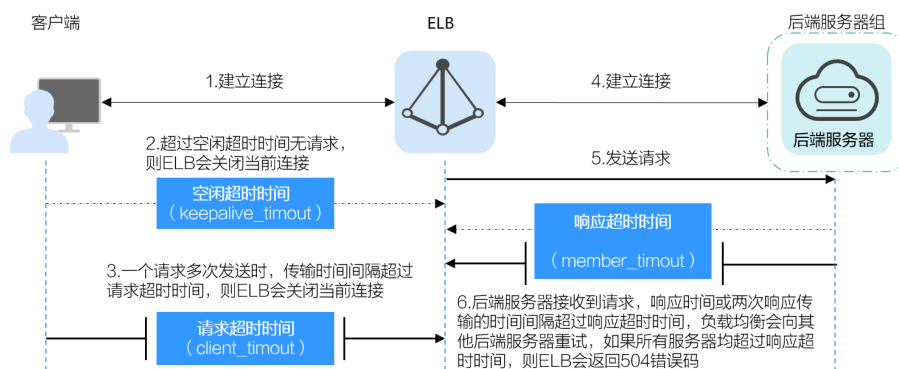 客户端
ELB
后端服务器组
1.建立连接
4.建立连接
后端服务器
2.超过空闲超时时间无请求，
则ELB会关闭当前连接
5.发送请求
空闲超时时间
（keepalive_timout）
响应超时时间
（member_timout）
3.一个请求多次发送时，传输时间间隔超过
请求超时时间，则ELB会关闭当前连接
请求超时时间
（client_timout）
6.后端服务器接收到请求，响应时间或两次响应传
输的时间间隔超过响应超时时间，负载均衡会向其
他后端服务器重试，如果所有服务器均超过响应超
时时间，则ELB会返回504错误码